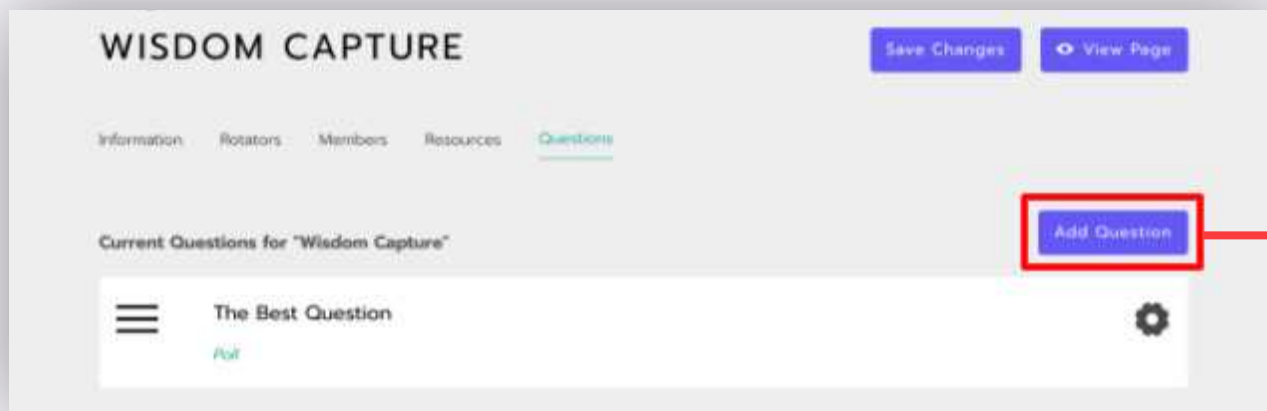 WISDOM CAPTURE
Save Changes
View Page
Information Rotators Members Resources Questions
Current Questions for "Wisdom Capture"
Add Question
The Best Question
Poll